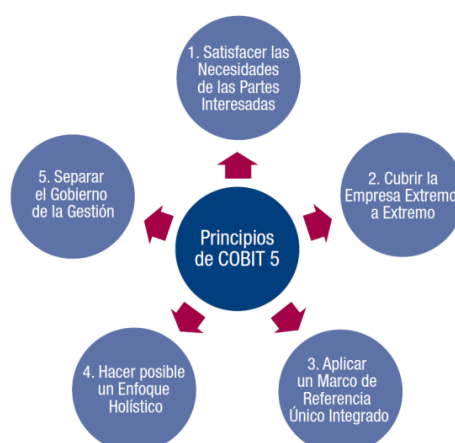 1. Satisfacer las
Necesidades
de las Partes
Interesadas
5. Separar
el Gobierno
de la Gestión
2. Cubrir la
Empresa Extremo
a Extremo
Principios
de COBIT 5
4. Hacer posible
un Enfoque
Holístico
3. Aplicar
un Marco de
Referencia
Único Integrado